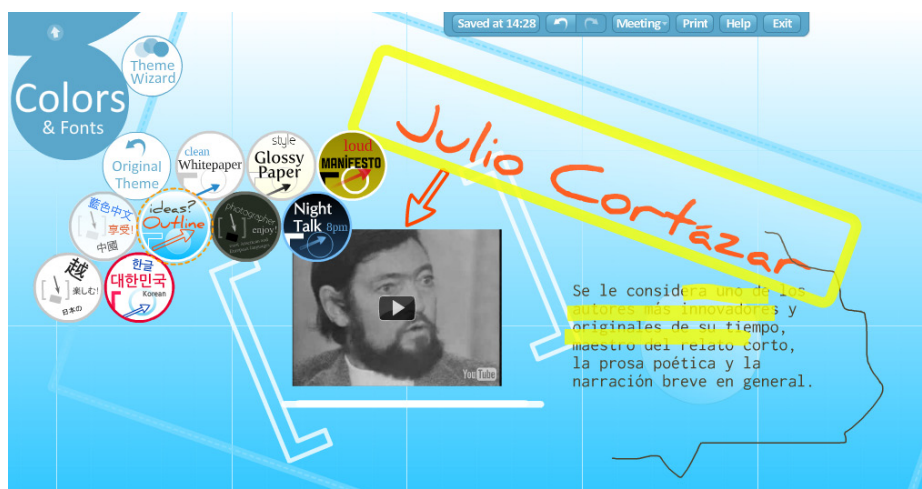 Saved at 14:28
Meeting
Print
Help
Exit
Colors
& Fonts
Theme
Wizard
Original
Theme
clean
Whitepaper
style
Glossy
Paper
loud
MANIFESTO
藍色中文
享受!
中國
ideas?
Outline
photographer
enjoy!
Night
Talk 8pm
越
楽しむ!
日本の
한글
대한민국
Korean
Julio Cortázar
YouTube
Se le considera uno de los
autores más innovadores y
originales de su tiempo,
maestro del relato corto,
la prosa poética y la
narración breve en general.